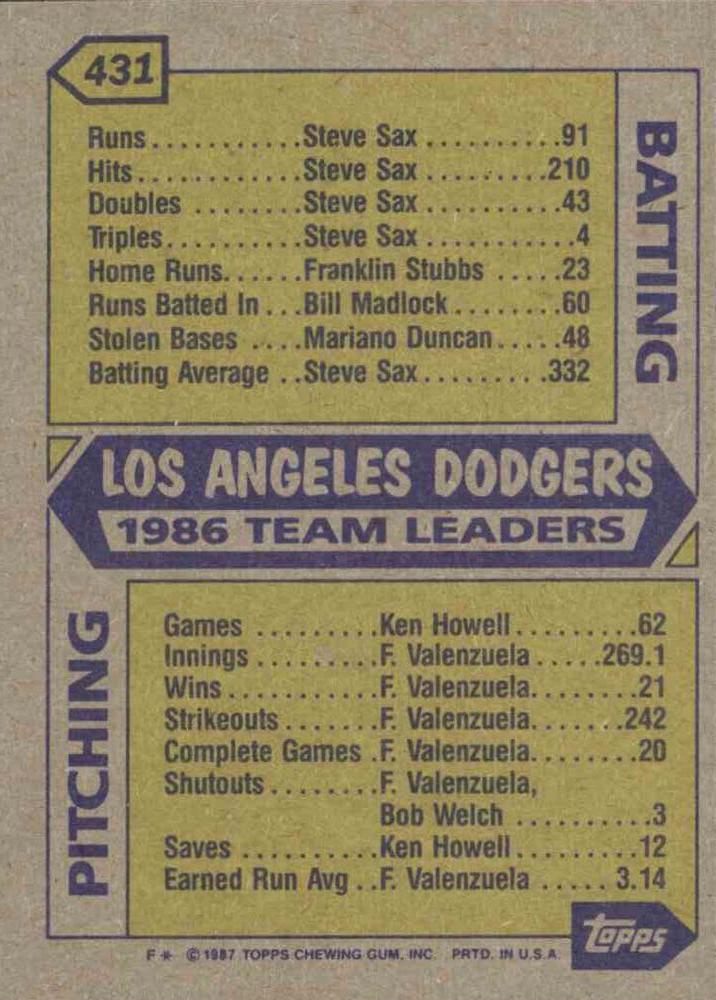 431
Runs...........Steve Sax..........91
Hits............Steve Sax.........210
Doubles ........Steve Sax..........43
Triples..........Steve Sax...........4
Home Runs......Franklin Stubbs .....23
Runs Batted In...Bill Madlock........60
Stolen Bases ....Mariano Duncan.....48
Batting Average ..Steve Sax.........332
BATTING
LOS ANGELES DODGERS
1986 TEAM LEADERS
PITCHING
Games .........Ken Howell.........62
Innings.........F. Valenzuela.....269.1
Wins...........F. Valenzuela........21
Strikeouts.......F. Valenzuela.......242
Complete Games .F. Valenzuela........20
Shutouts........F. Valenzuela,
Bob Welch ..........3
Saves ..........Ken Howell.........12
Earned Run Avg ..F. Valenzuela ..... 3.14
topps
F* ©1987 TOPPS CHEWING GUM, INC. PRTD. IN U.S.A.